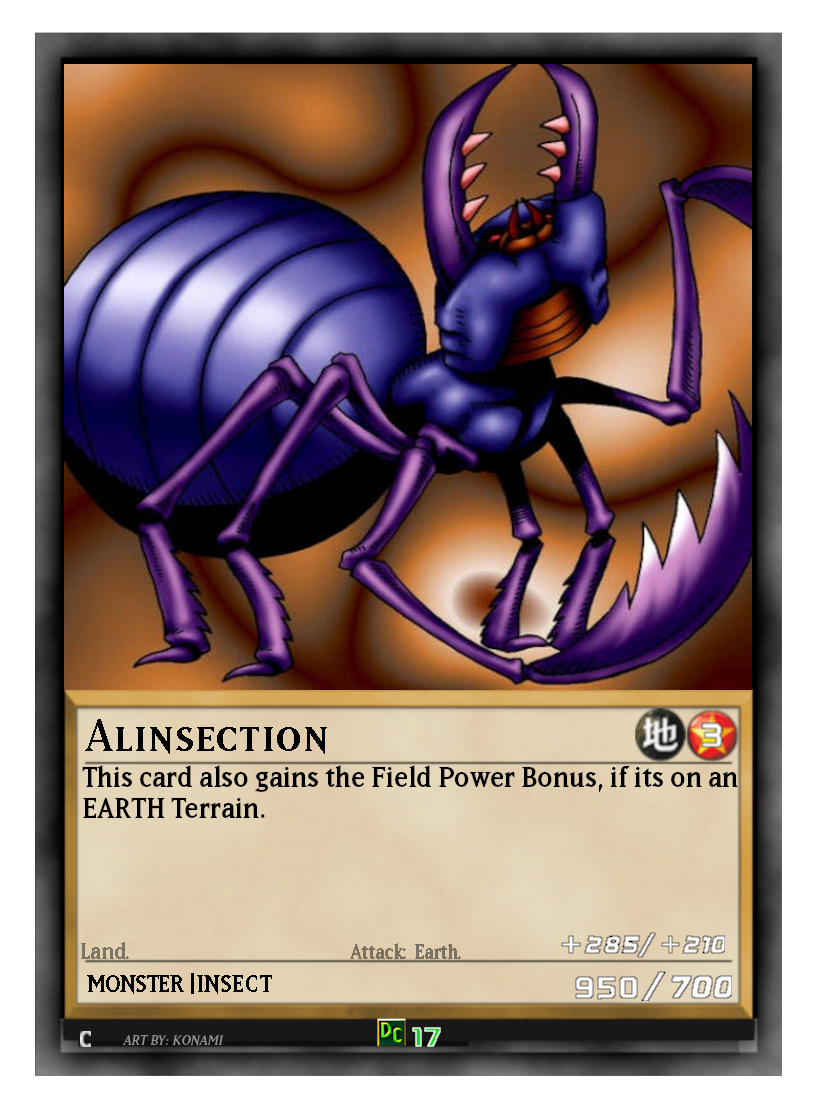 ALINSECTION 地 3
This card also gains the Field Power Bonus, if its on an
EARTH Terrain.
Land. Attack: Earth. +285/ +210
MONSTER |INSECT 950/700
C ART BY: KONAMI DC 17